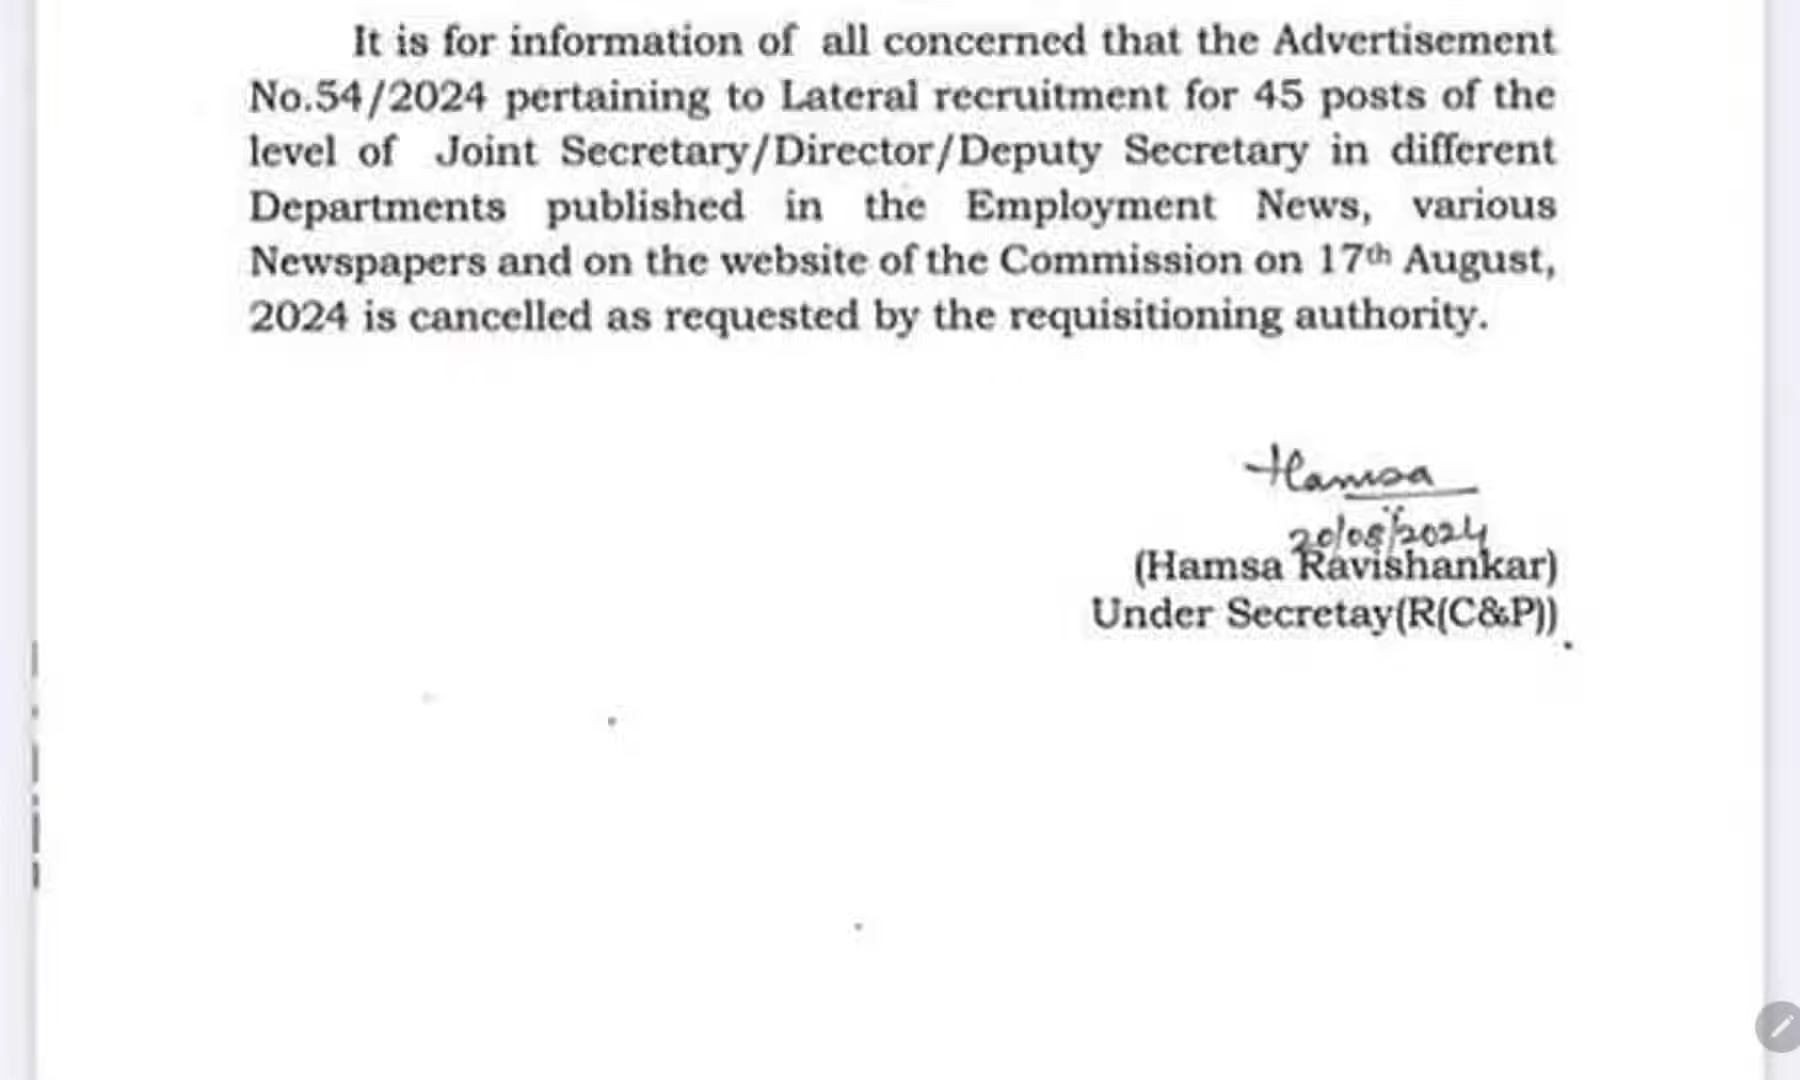 It is for information of all concerned that the Advertisement
No.54/2024 pertaining to Lateral recruitment for 45 posts of the
level of Joint Secretary/Director/Deputy Secretary in different
Departments published in the Employment News, various
Newspapers and on the website of the Commission on 17th August,
2024 is cancelled as requested by the requisitioning authority.
Hamsa
20/08/2024
(Hamsa Ravishankar)
Under Secretay(R(C&P))